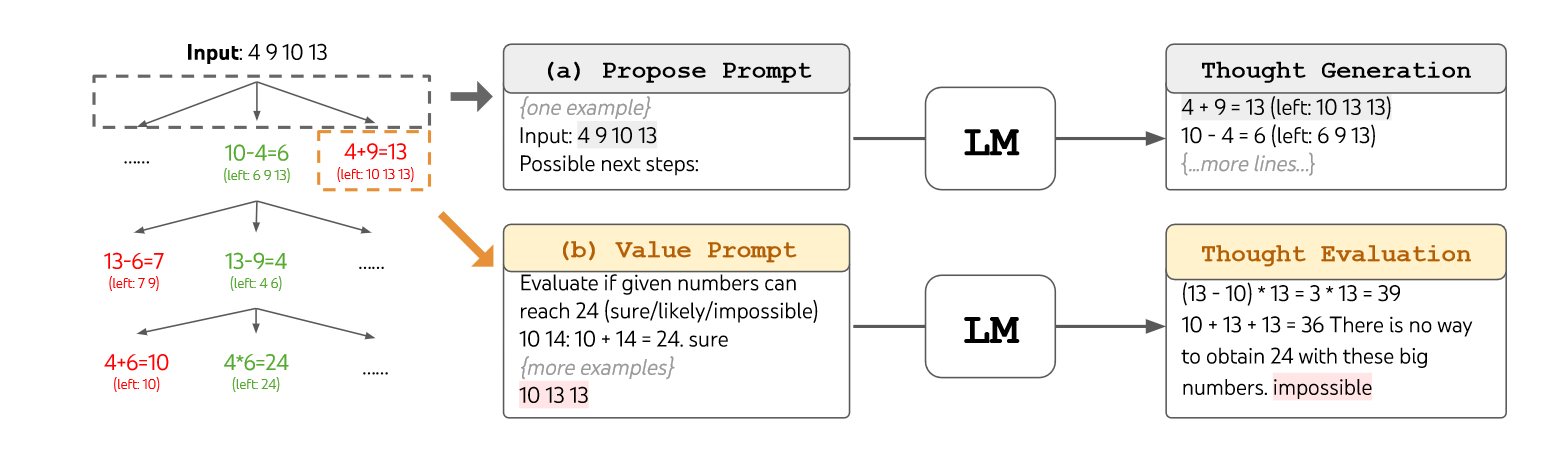 Input: 4 9 10 13
......
10-4=6
(left: 6 9 13)
4+9=13
(left: 10 13 13)
13-6=7
(left: 7 9)
13-9=4
(left: 4 6)
......
4+6=10
(left: 10)
4*6=24
(left: 24)
......
(a) Propose Prompt
{one example}
Input: 4 9 10 13
Possible next steps:
LM
Thought Generation
4 + 9 = 13 (left: 10 13 13)
10 - 4 = 6 (left: 6 9 13)
{...more lines...}
(b) Value Prompt
Evaluate if given numbers can
reach 24 (sure/likely/impossible)
10 14: 10 + 14 = 24. sure
{more examples}
10 13 13
LM
Thought Evaluation
(13 - 10) * 13 = 3 * 13 = 39
10 + 13 + 13 = 36 There is no way
to obtain 24 with these big
numbers. impossible